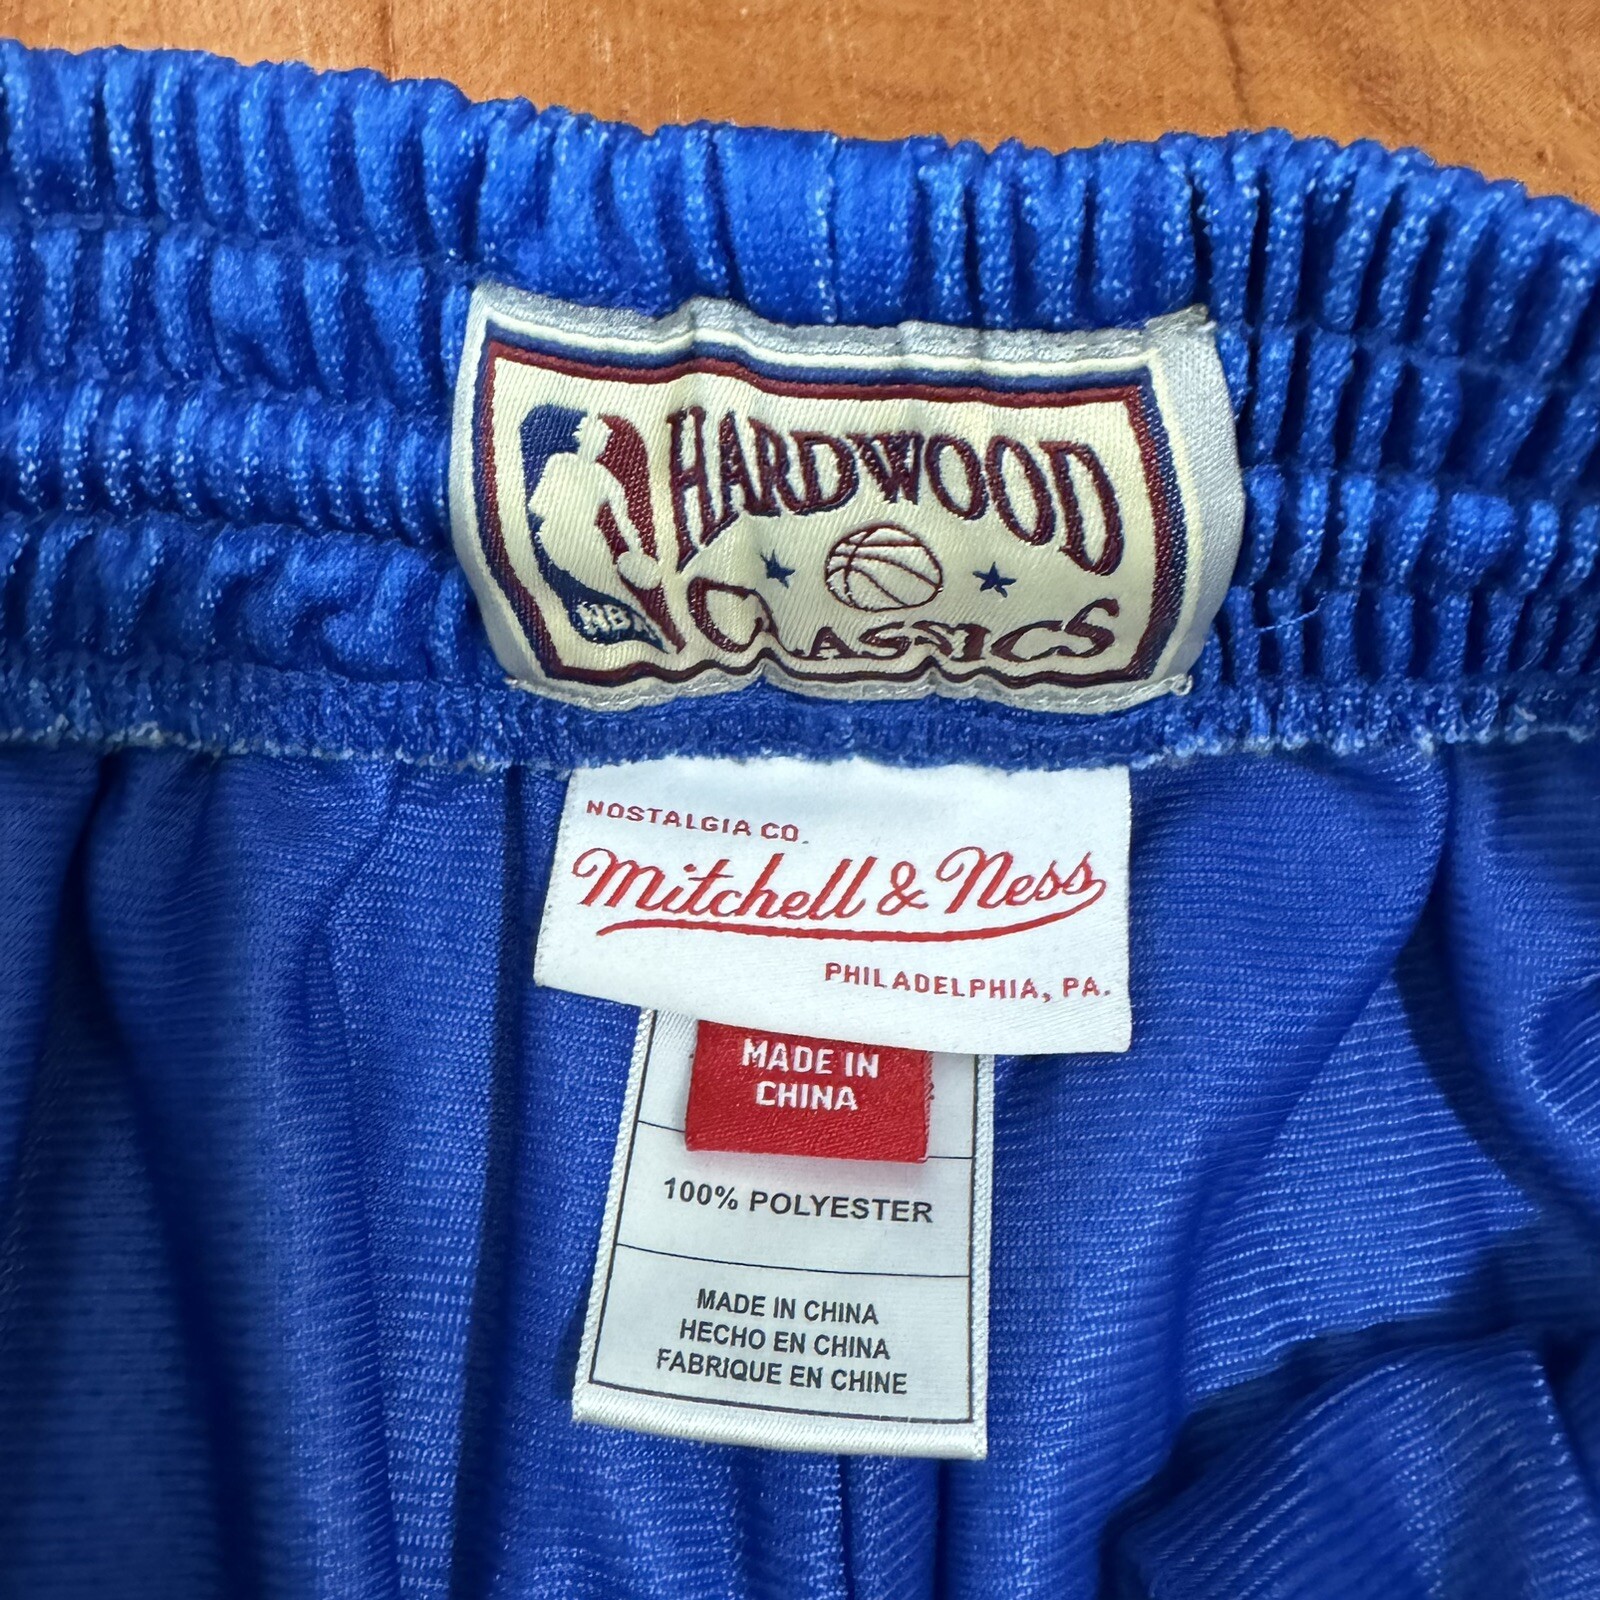 HARDWOOD
CLASSICS
NBA
NOSTALGIA CO.
Mitchell & Ness
PHILADELPHIA, PA.
MADE IN
CHINA
100% POLYESTER
MADE IN CHINA
HECHO EN CHINA
FABRIQUE EN CHINE